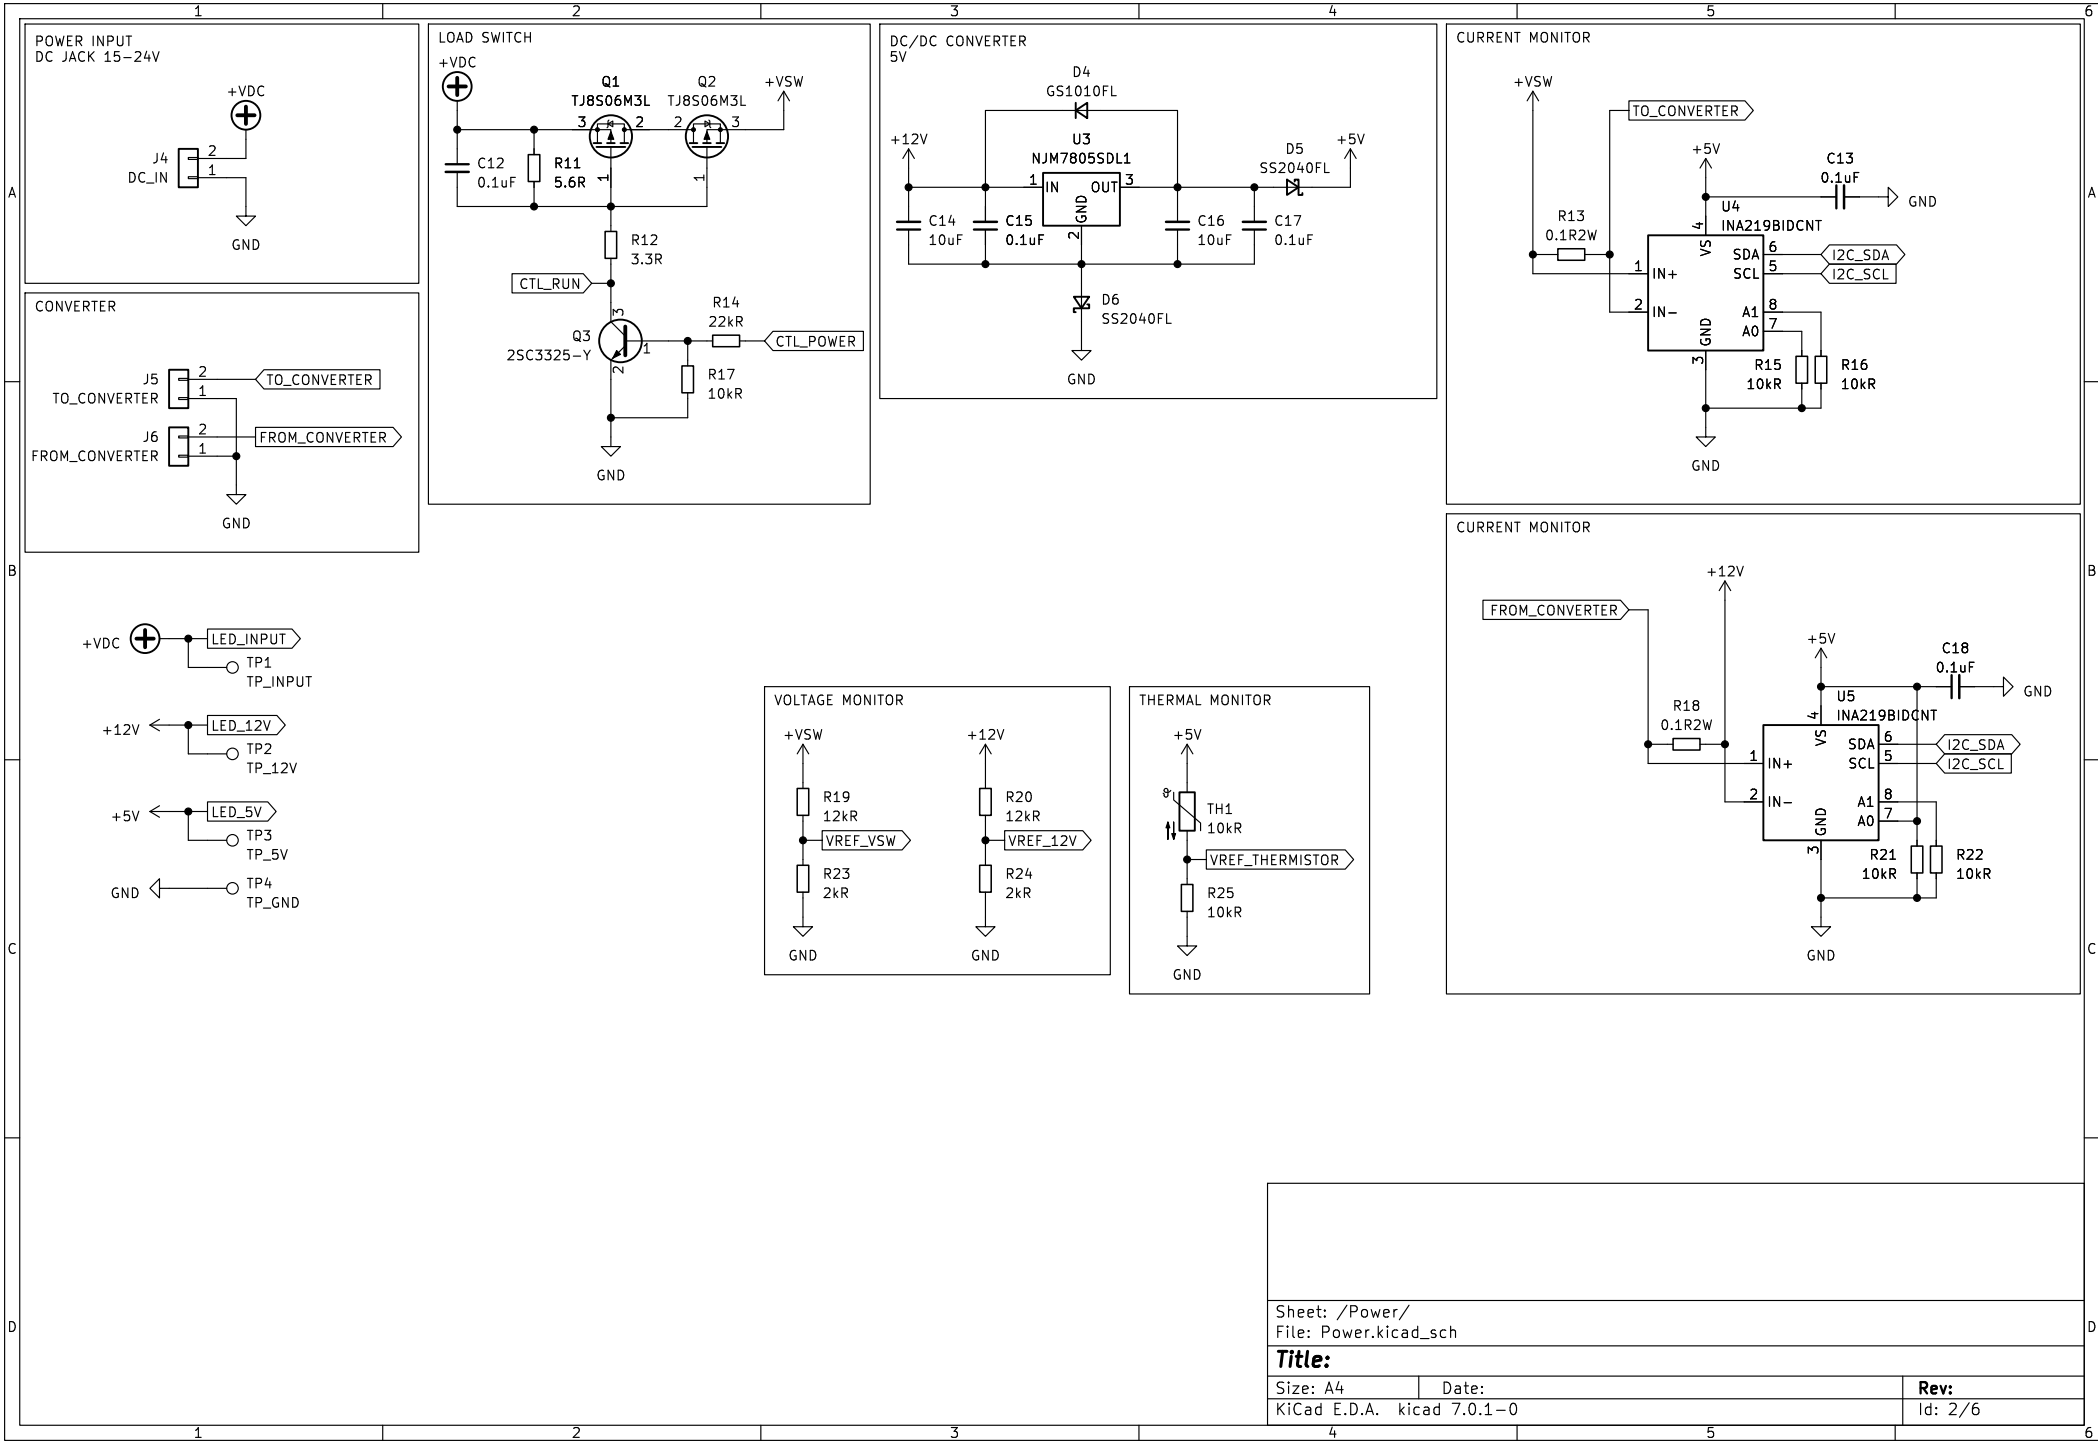 1 2 3 4 5 6
POWER INPUT
DC JACK 15-24V
+VDC
J4
DC_IN
2
1
GND
LOAD SWITCH
+VDC
Q1
TJ8S06M3L
Q2
TJ8S06M3L
+VSW
3 2 2 3
C12
0.1uF
R11
5.6R
1 1
R12
3.3R
CTL_RUN
R14
22kR
3
Q3
2SC3325-Y
1
2
CTL_POWER
R17
10kR
GND
DC/DC CONVERTER
5V
D4
GS1010FL
+12V
U3
NJM7805SDL1
D5
SS2040FL
+5V
1 IN OUT 3
GND
2
C14
10uF
C15
0.1uF
C16
10uF
C17
0.1uF
D6
SS2040FL
GND
CURRENT MONITOR
+VSW
TO_CONVERTER
+5V
C13
0.1uF
GND
R13
0.1R2W
U4
INA219BIDCNT
4
VS
SDA 6 I2C_SDA
1 IN+ SCL 5 I2C_SCL
2 IN- A1 8
A0 7
GND
3
R15
10kR
R16
10kR
GND
CONVERTER
J5
TO_CONVERTER
2
1
TO_CONVERTER
J6
FROM_CONVERTER
2
1
FROM_CONVERTER
GND
CURRENT MONITOR
+12V
FROM_CONVERTER
+5V
C18
0.1uF
GND
R18
0.1R2W
U5
INA219BIDCNT
4
VS
SDA 6 I2C_SDA
1 IN+ SCL 5 I2C_SCL
2 IN- A1 8
A0 7
GND
3
R21
10kR
R22
10kR
GND
+VDC LED_INPUT
TP1
TP_INPUT
+12V LED_12V
TP2
TP_12V
+5V LED_5V
TP3
TP_5V
GND TP4
TP_GND
VOLTAGE MONITOR
+VSW +12V
R19
12kR
R20
12kR
VREF_VSW VREF_12V
R23
2kR
R24
2kR
GND GND
THERMAL MONITOR
+5V
TH1
10kR
VREF_THERMISTOR
R25
10kR
GND
A A
B B
C C
D D
Sheet: /Power/
File: Power.kicad_sch
Title:
Size: A4 Date: Rev:
KiCad E.D.A. kicad 7.0.1-0 Id: 2/6
1 2 3 4 5 6